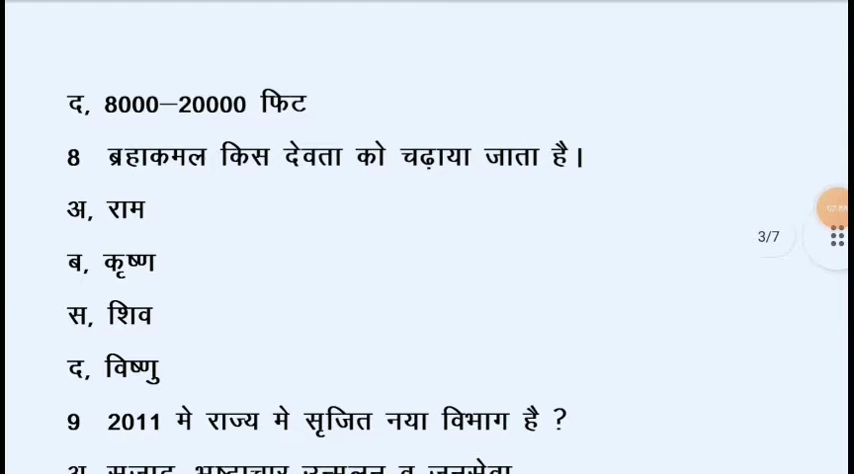 द, 8000–20000 फिट
8 ब्रहाकमल किस देवता को चढ़ाया जाता है।
अ, राम
ब, कृष्ण
3/7
स, शिव
द, विष्णु
9 2011 मे राज्य मे सृजित नया विभाग है ?